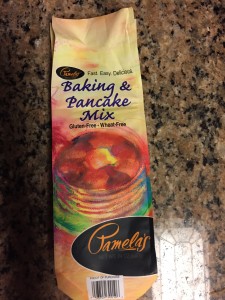 Pamela's
Fast. Easy. Delicious.
Baking &
Pancake
Mix
Gluten-Free - Wheat-Free
Pamela's